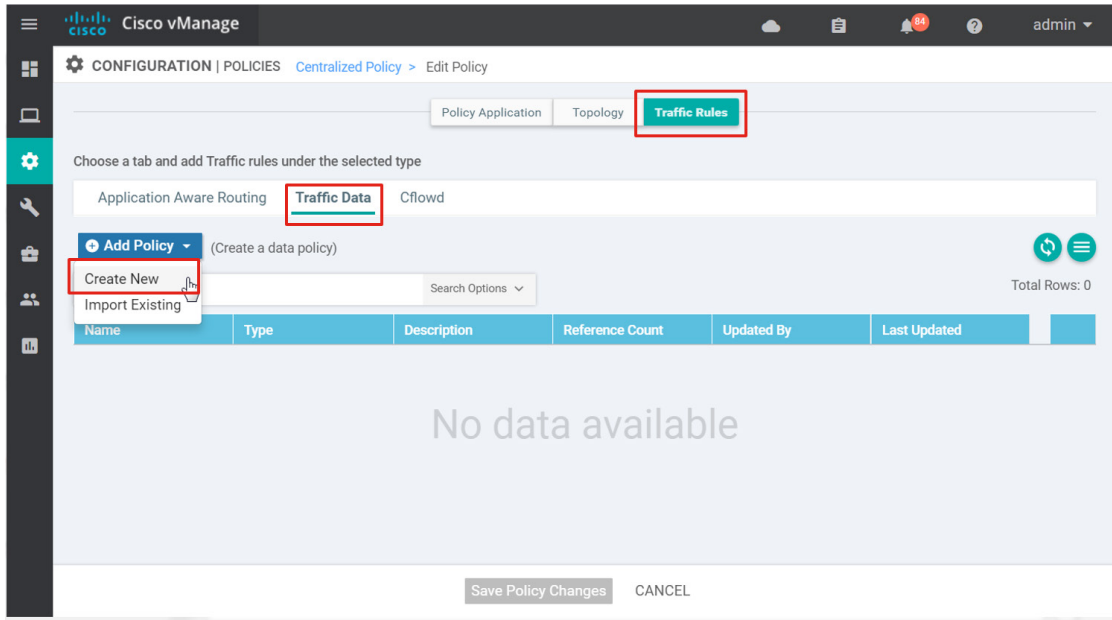 cisco Cisco vManage 84 admin
CONFIGURATION | POLICIES Centralized Policy > Edit Policy
Policy Application Topology Traffic Rules
Choose a tab and add Traffic rules under the selected type
Application Aware Routing Traffic Data Cflowd
Add Policy (Create a data policy)
Create New
Search Options Total Rows: 0
Import Existing
Name Type Description Reference Count Updated By Last Updated
No data available
Save Policy Changes CANCEL